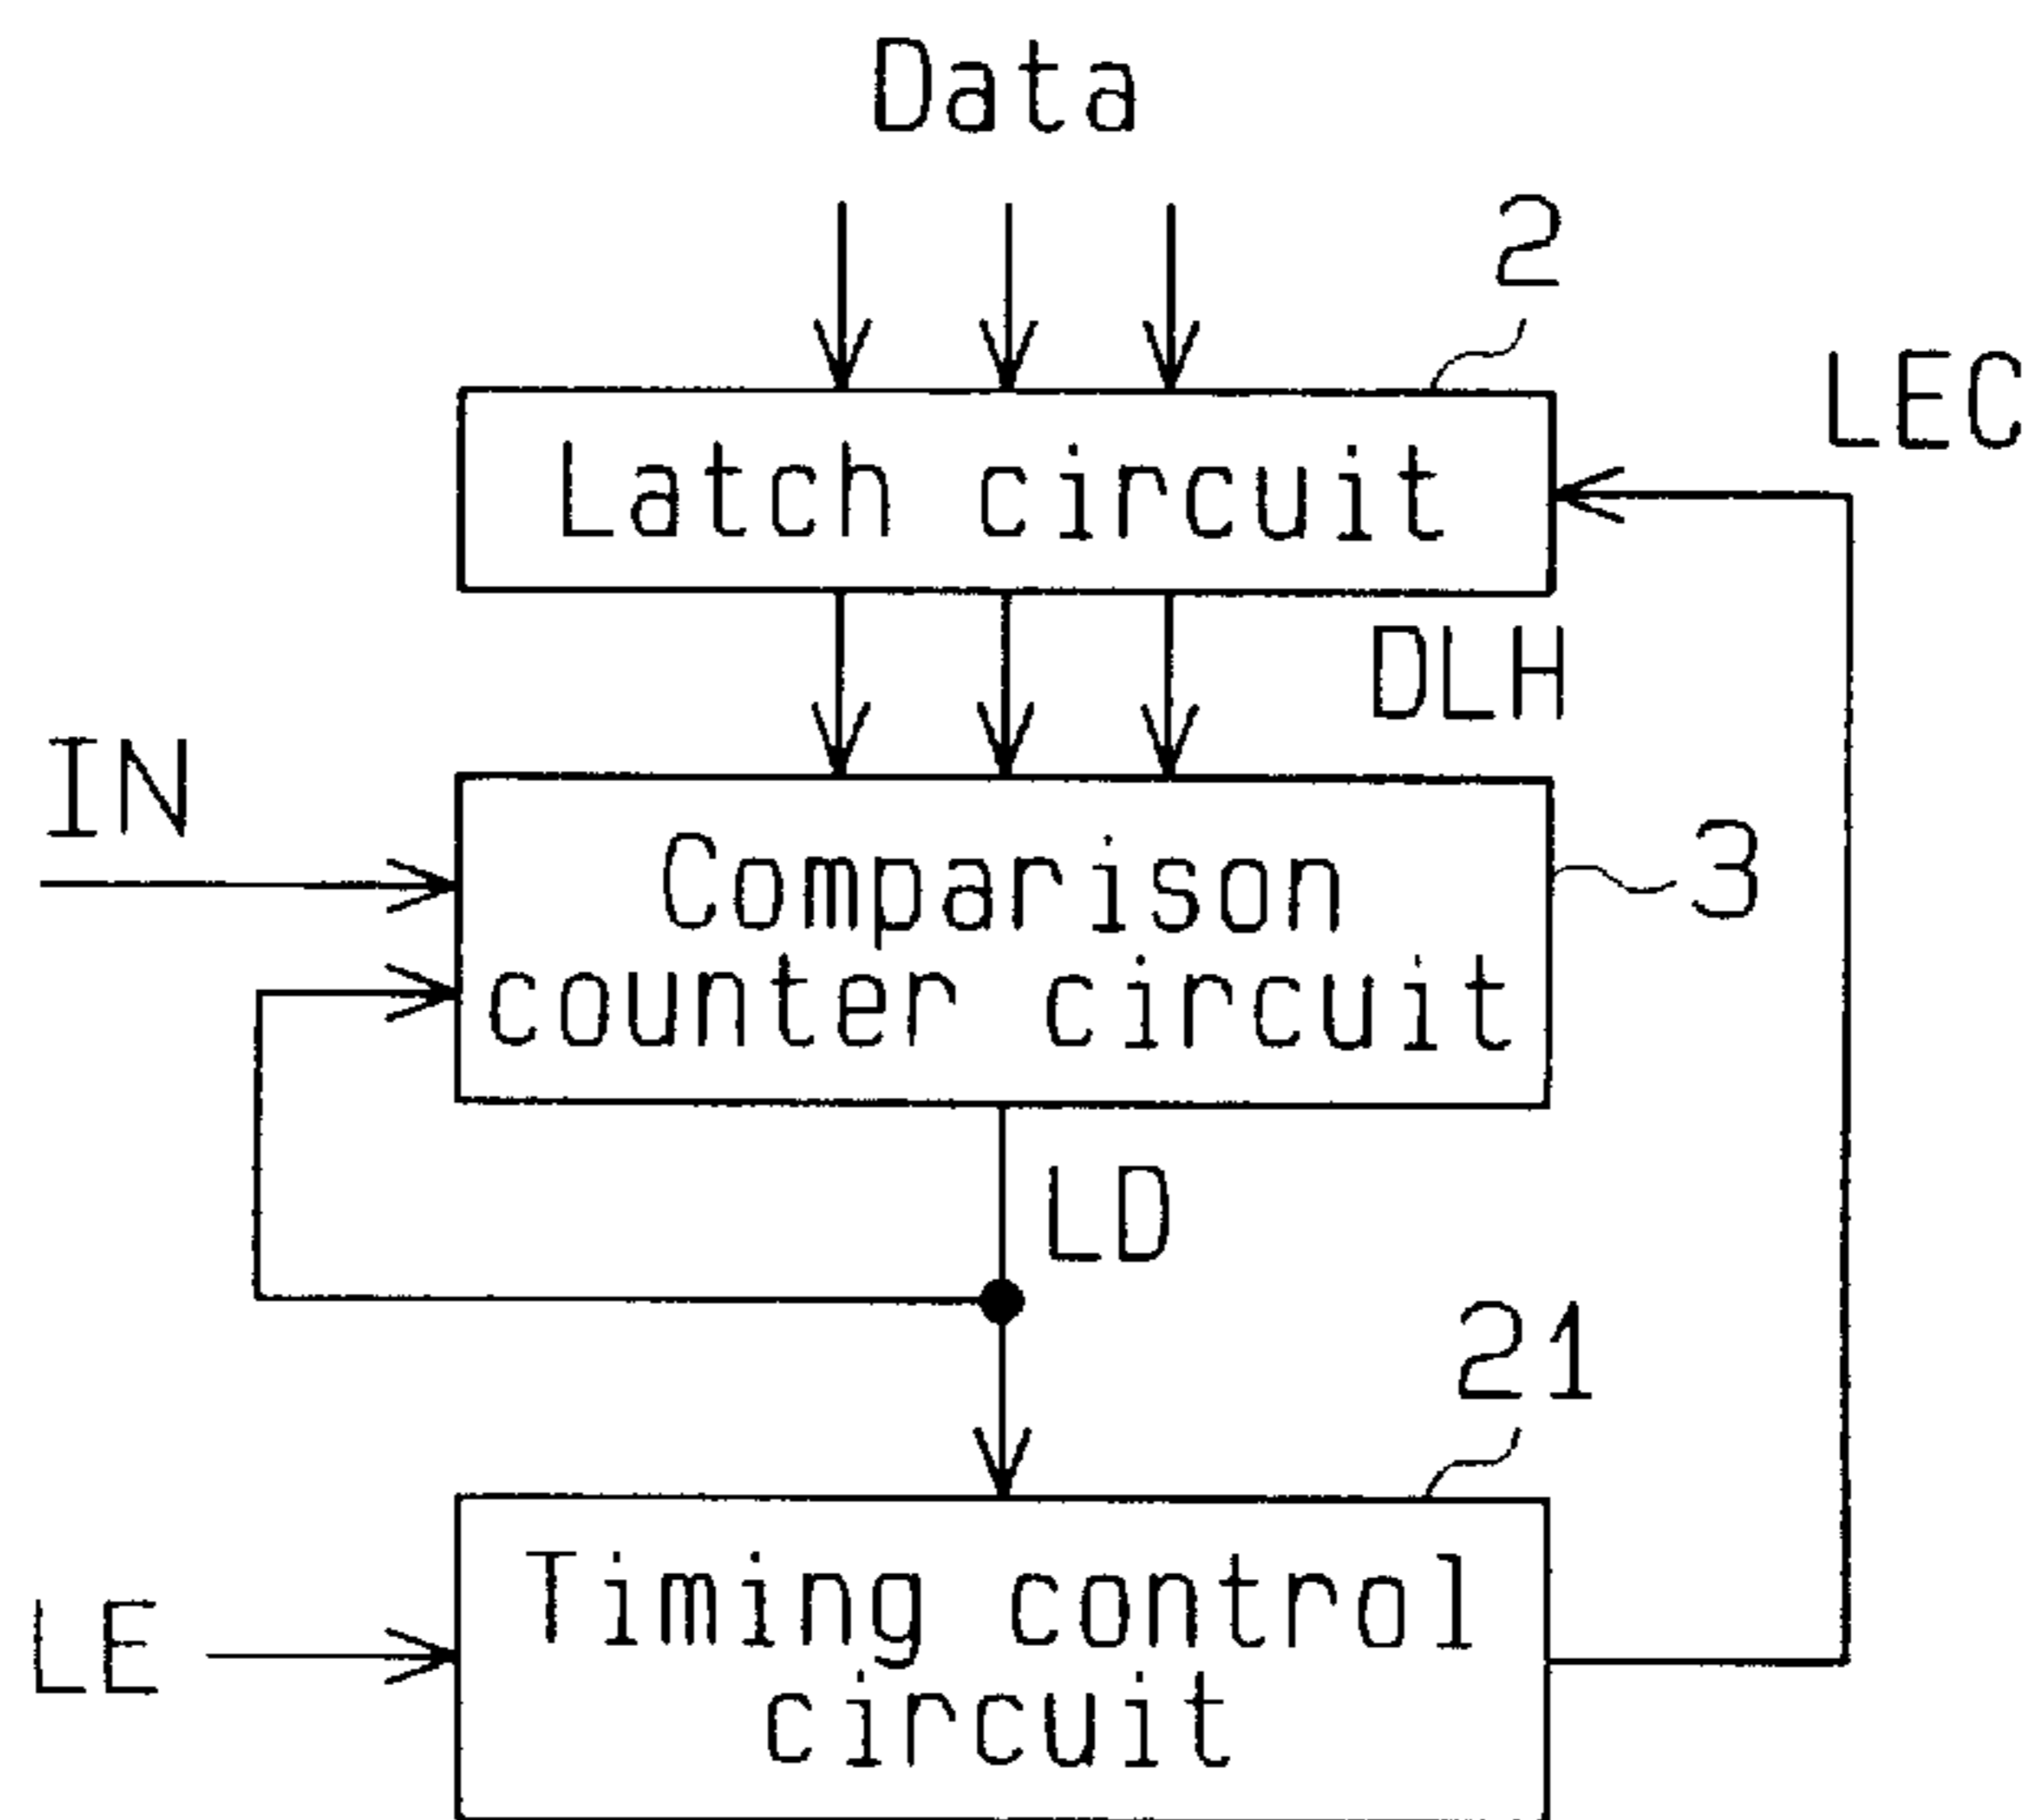 Data
2
LEC
Latch circuit
DLH
IN
Comparison
counter circuit
3
LD
21
Timing control
circuit
LE